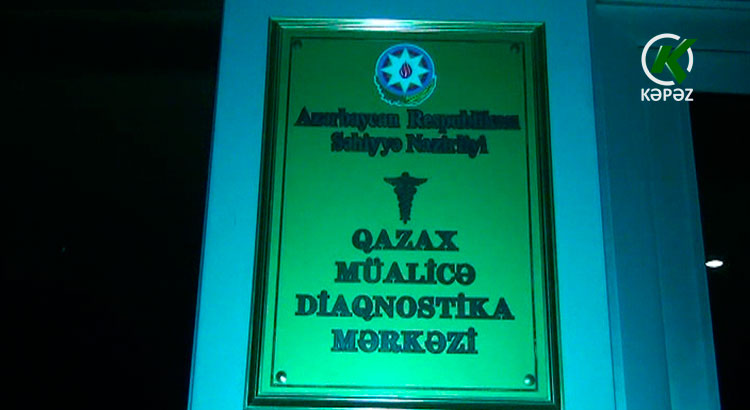 KƏPƏZ
Azərbaycan Respublikası
Səhiyyə Nazirliyi
QAZAX
MÜALİCƏ
DİAQNOSTİKA
MƏRKƏZİ